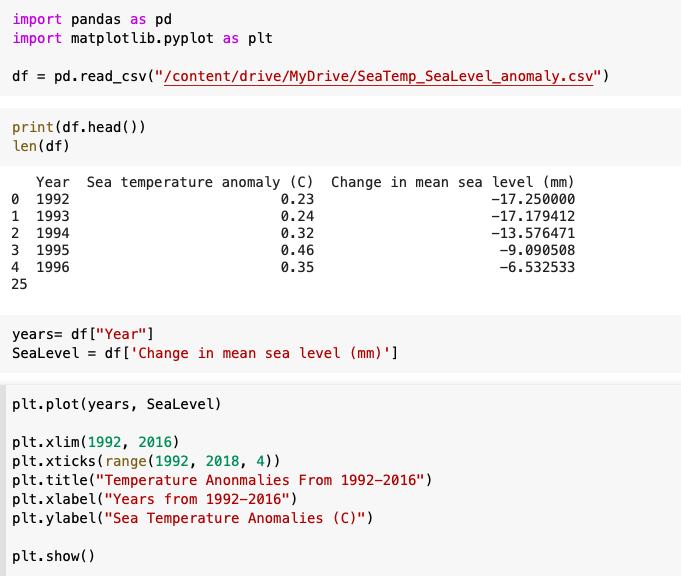 import pandas as pd
import matplotlib.pyplot as plt
df = pd.read_csv("/content/drive/MyDrive/SeaTemp_SeaLevel_anomaly.csv")
print(df.head())
len(df)
Year Sea temperature anomaly (C) Change in mean sea level (mm)
0 1992 0.23 -17.250000
1 1993 0.24 -17.179412
2 1994 0.32 -13.576471
3 1995 0.46 -9.090508
4 1996 0.35 -6.532533
25
years= df["Year"]
SeaLevel = df['Change in mean sea level (mm)']
plt.plot(years, SeaLevel)
plt.xlim(1992, 2016)
plt.xticks(range(1992, 2018, 4))
plt.title("Temperature Anonmalies From 1992-2016")
plt.xlabel("Years from 1992-2016")
plt.ylabel("Sea Temperature Anomalies (C)")
plt.show()